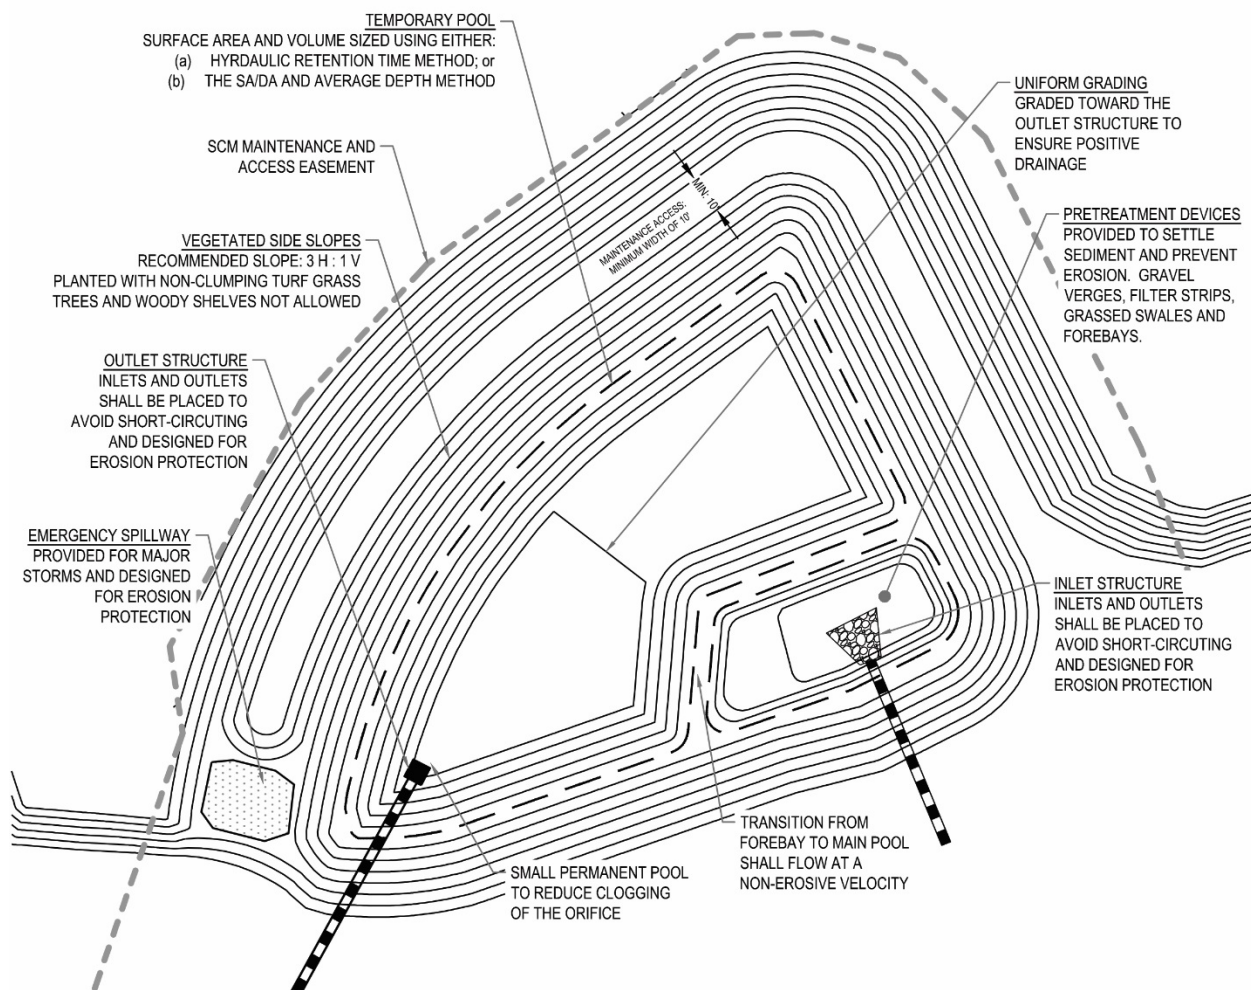 TEMPORARY POOL
SURFACE AREA AND VOLUME SIZED USING EITHER:
(a) HYRDAULIC RETENTION TIME METHOD; or
(b) THE SA/DA AND AVERAGE DEPTH METHOD
SCM MAINTENANCE AND
ACCESS EASEMENT
VEGETATED SIDE SLOPES
RECOMMENDED SLOPE: 3 H : 1 V
PLANTED WITH NON-CLUMPING TURF GRASS
TREES AND WOODY SHELVES NOT ALLOWED
OUTLET STRUCTURE
INLETS AND OUTLETS
SHALL BE PLACED TO
AVOID SHORT-CIRCUTING
AND DESIGNED FOR
EROSION PROTECTION
EMERGENCY SPILLWAY
PROVIDED FOR MAJOR
STORMS AND DESIGNED
FOR EROSION
PROTECTION
MIN: 10'
MAINTENANCE ACCESS:
MINIMUM WIDTH OF 10'
UNIFORM GRADING
GRADED TOWARD THE
OUTLET STRUCTURE TO
ENSURE POSITIVE
DRAINAGE
PRETREATMENT DEVICES
PROVIDED TO SETTLE
SEDIMENT AND PREVENT
EROSION. GRAVEL
VERGES, FILTER STRIPS,
GRASSED SWALES AND
FOREBAYS.
INLET STRUCTURE
INLETS AND OUTLETS
SHALL BE PLACED TO
AVOID SHORT-CIRCUTING
AND DESIGNED FOR
EROSION PROTECTION
TRANSITION FROM
FOREBAY TO MAIN POOL
SHALL FLOW AT A
NON-EROSIVE VELOCITY
SMALL PERMANENT POOL
TO REDUCE CLOGGING
OF THE ORIFICE